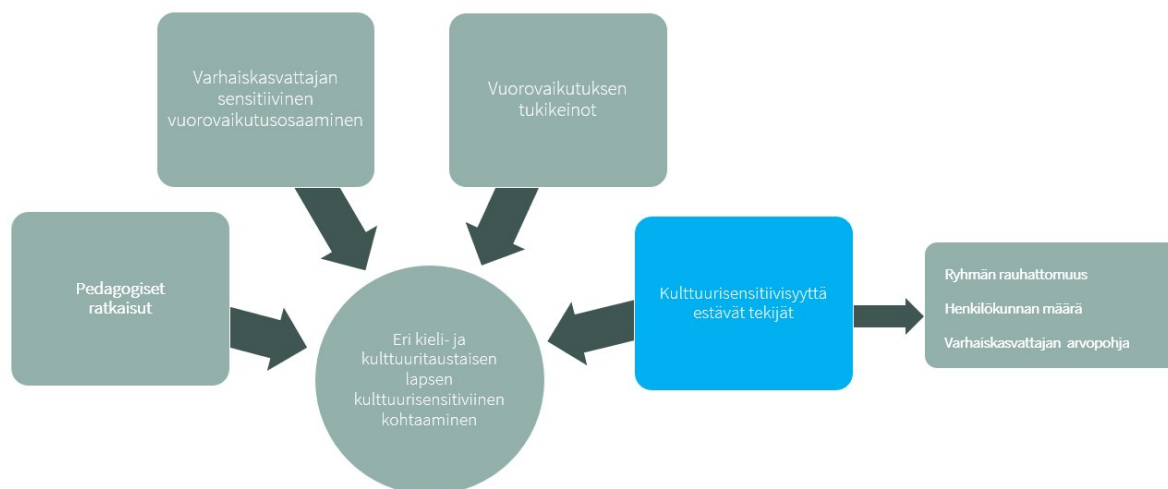 Varhaiskasvattajan
sensitiivinen
vuorovaikutusosaaminen
Vuorovaikutuksen
tukikeinot
Pedagogiset
ratkaisut
Eri kieli- ja
kulttuuritaustaisen
lapsen
kulttuurisensitiviinen
kohtaaminen
Kulttuurisensitiivisyyttä
estävät tekijät
Ryhmän rauhattomuus
Henkilökunnan määrä
Varhaiskasvattajan arvopohja